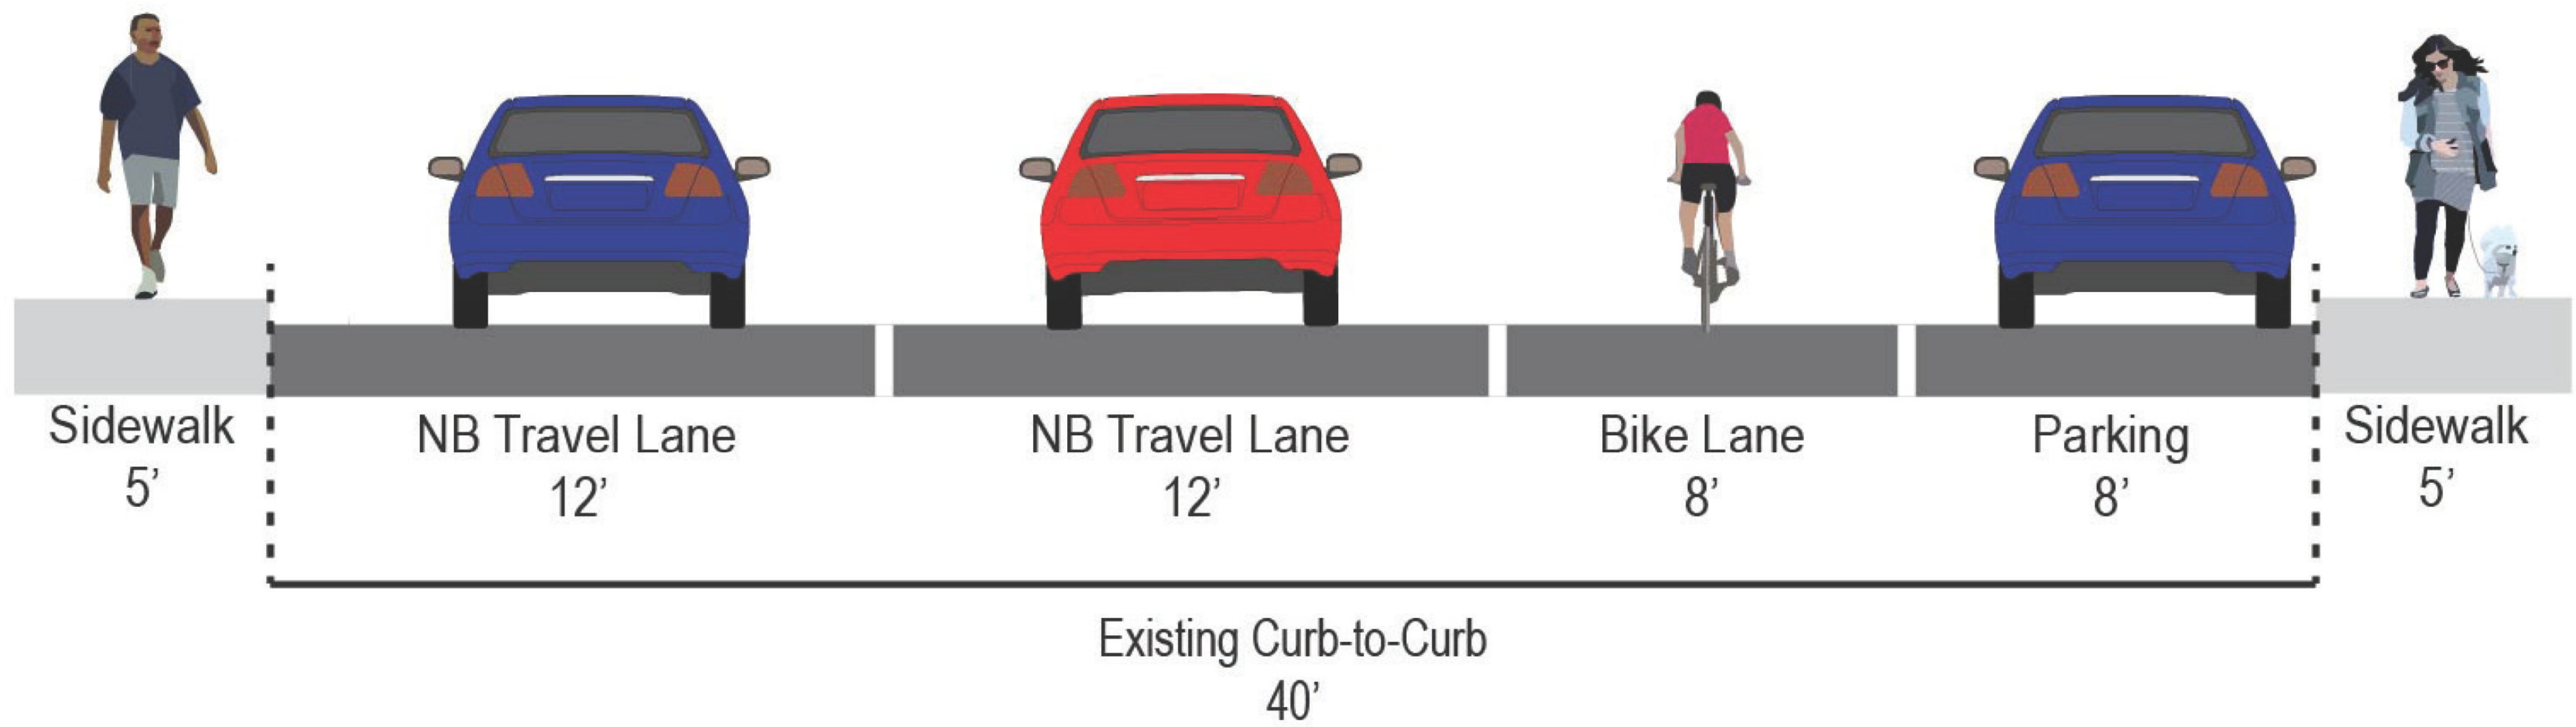 Sidewalk
5’
NB Travel Lane
12’
NB Travel Lane
12’
Bike Lane
8’
Parking
8’
Sidewalk
5’
Existing Curb-to-Curb
40’